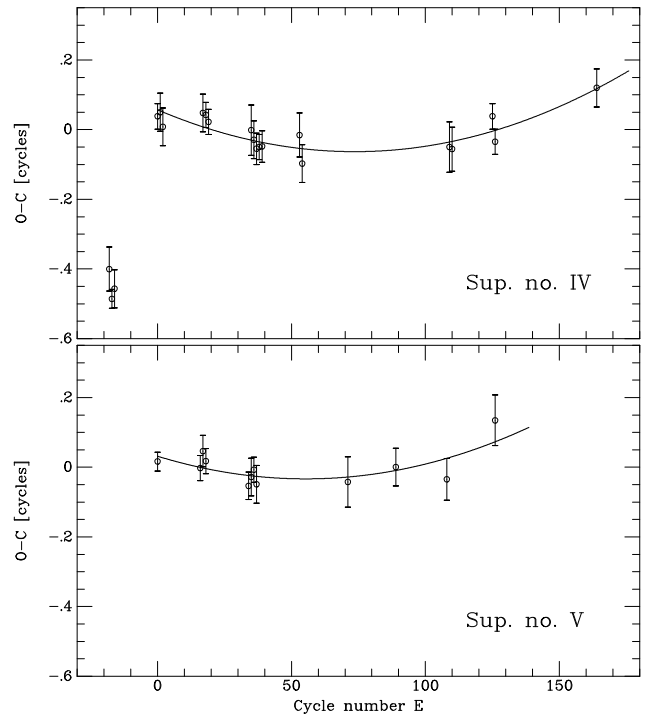 .2
0
−.2
−.4
−.6
O−C [cycles]
Sup. no. IV
.2
0
−.2
−.4
−.6
O−C [cycles]
Sup. no. V
0 50 100 150
Cycle number E